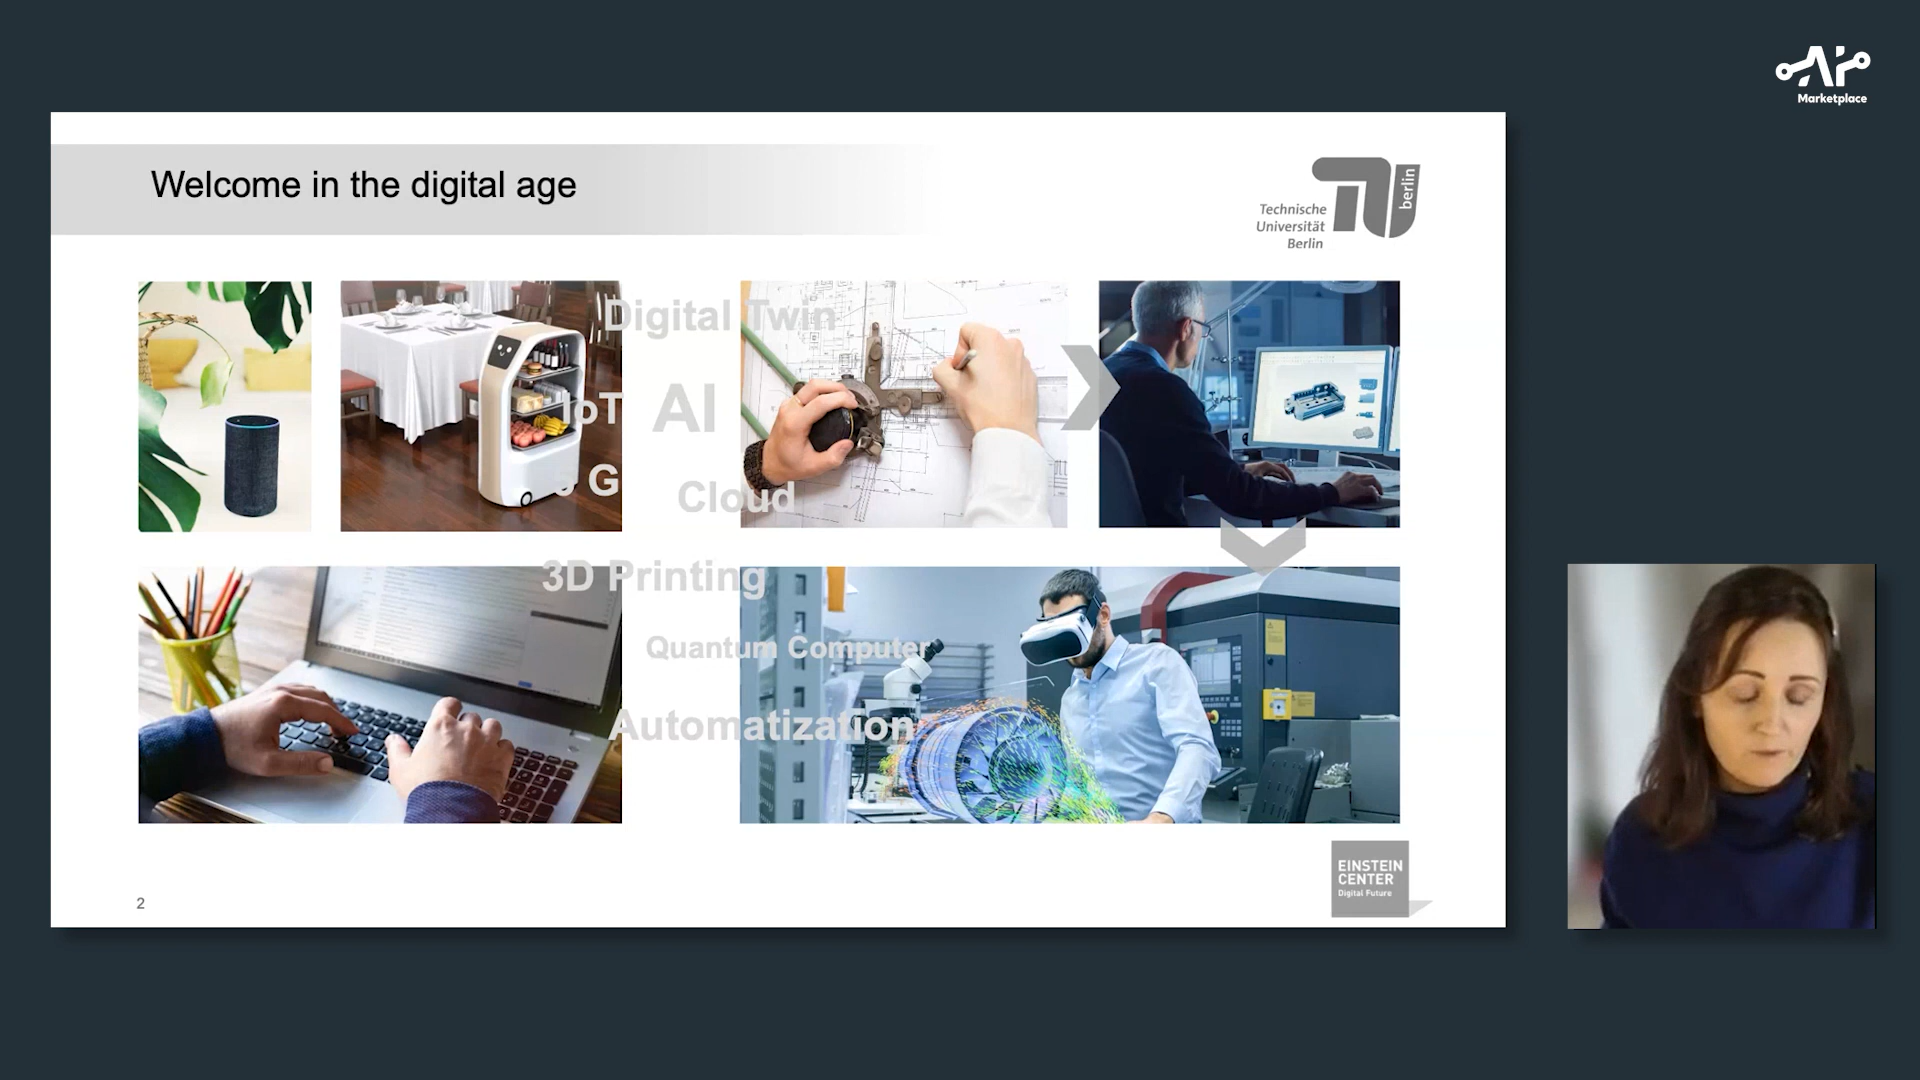 AI
Marketplace
Welcome in the digital age
Technische
Universität
Berlin
berlin
Digital Twin
IoT
AI
G
Cloud
3D Printing
Quantum Computer
Automatization
EINSTEIN
CENTER
Digital Future
2